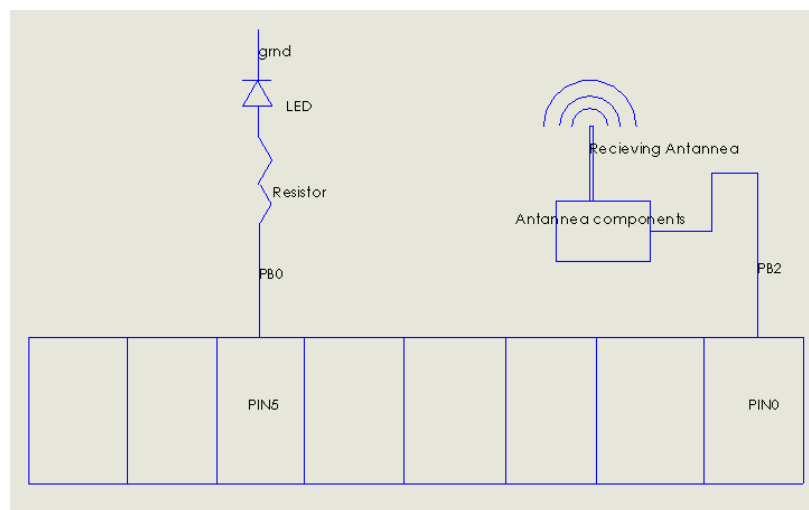 grnd
LED
Recieving Antannea
Resistor
Antannea components
PB0
PB2
PIN5
PIN0